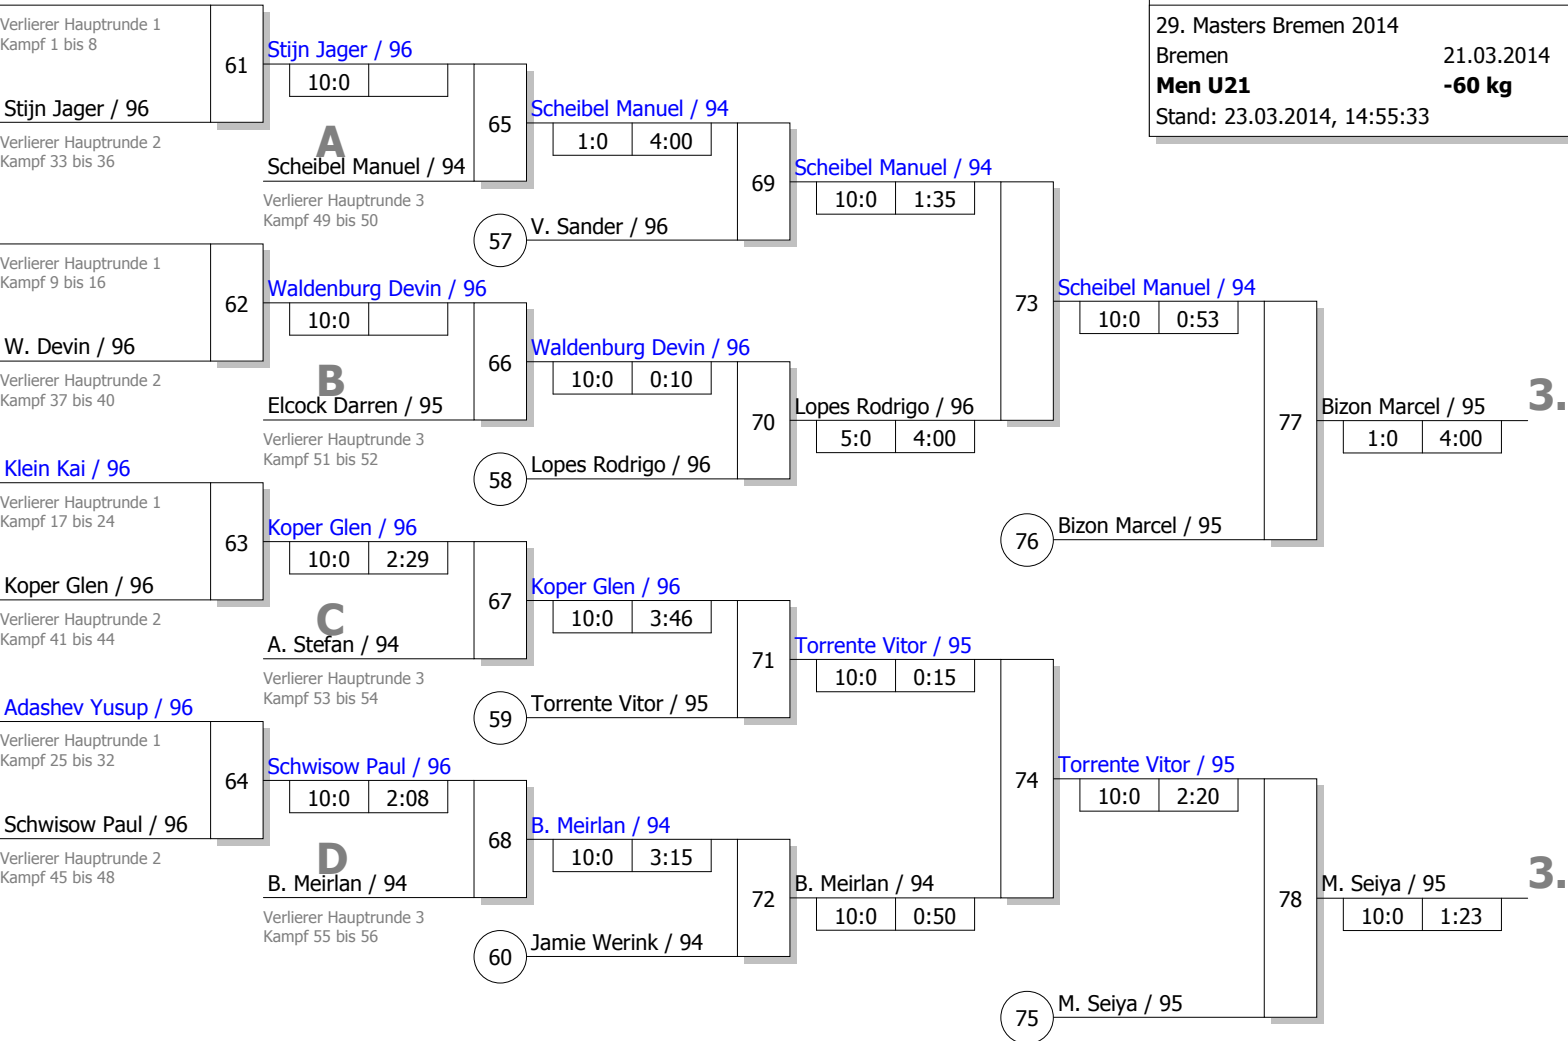 29. Masters Bremen 2014
Bremen 21.03.2014
Men U21 -60 kg
Stand: 23.03.2014, 14:55:33
Verlierer Hauptrunde 1
Kampf 1 bis 8
61
Stijn Jager / 96
10:0
Stijn Jager / 96
Verlierer Hauptrunde 2
Kampf 33 bis 36
A
Scheibel Manuel / 94
Verlierer Hauptrunde 3
Kampf 49 bis 50
65
Scheibel Manuel / 94
1:0 4:00
57
V. Sander / 96
69
Scheibel Manuel / 94
10:0 1:35
Verlierer Hauptrunde 1
Kampf 9 bis 16
62
Waldenburg Devin / 96
10:0
W. Devin / 96
Verlierer Hauptrunde 2
Kampf 37 bis 40
B
Elcock Darren / 95
Verlierer Hauptrunde 3
Kampf 51 bis 52
66
Waldenburg Devin / 96
10:0 0:10
58
Lopes Rodrigo / 96
70
Lopes Rodrigo / 96
5:0 4:00
73
Scheibel Manuel / 94
10:0 0:53
76
Bizon Marcel / 95
77
Bizon Marcel / 95
1:0 4:00
3.
Klein Kai / 96
Verlierer Hauptrunde 1
Kampf 17 bis 24
63
Koper Glen / 96
10:0 2:29
Koper Glen / 96
Verlierer Hauptrunde 2
Kampf 41 bis 44
C
A. Stefan / 94
Verlierer Hauptrunde 3
Kampf 53 bis 54
67
Koper Glen / 96
10:0 3:46
59
Torrente Vitor / 95
71
Torrente Vitor / 95
10:0 0:15
Adashev Yusup / 96
Verlierer Hauptrunde 1
Kampf 25 bis 32
64
Schwisow Paul / 96
10:0 2:08
Schwisow Paul / 96
Verlierer Hauptrunde 2
Kampf 45 bis 48
D
B. Meirlan / 94
Verlierer Hauptrunde 3
Kampf 55 bis 56
68
B. Meirlan / 94
10:0 3:15
60
Jamie Werink / 94
72
B. Meirlan / 94
10:0 0:50
74
Torrente Vitor / 95
10:0 2:20
75
M. Seiya / 95
78
M. Seiya / 95
10:0 1:23
3.